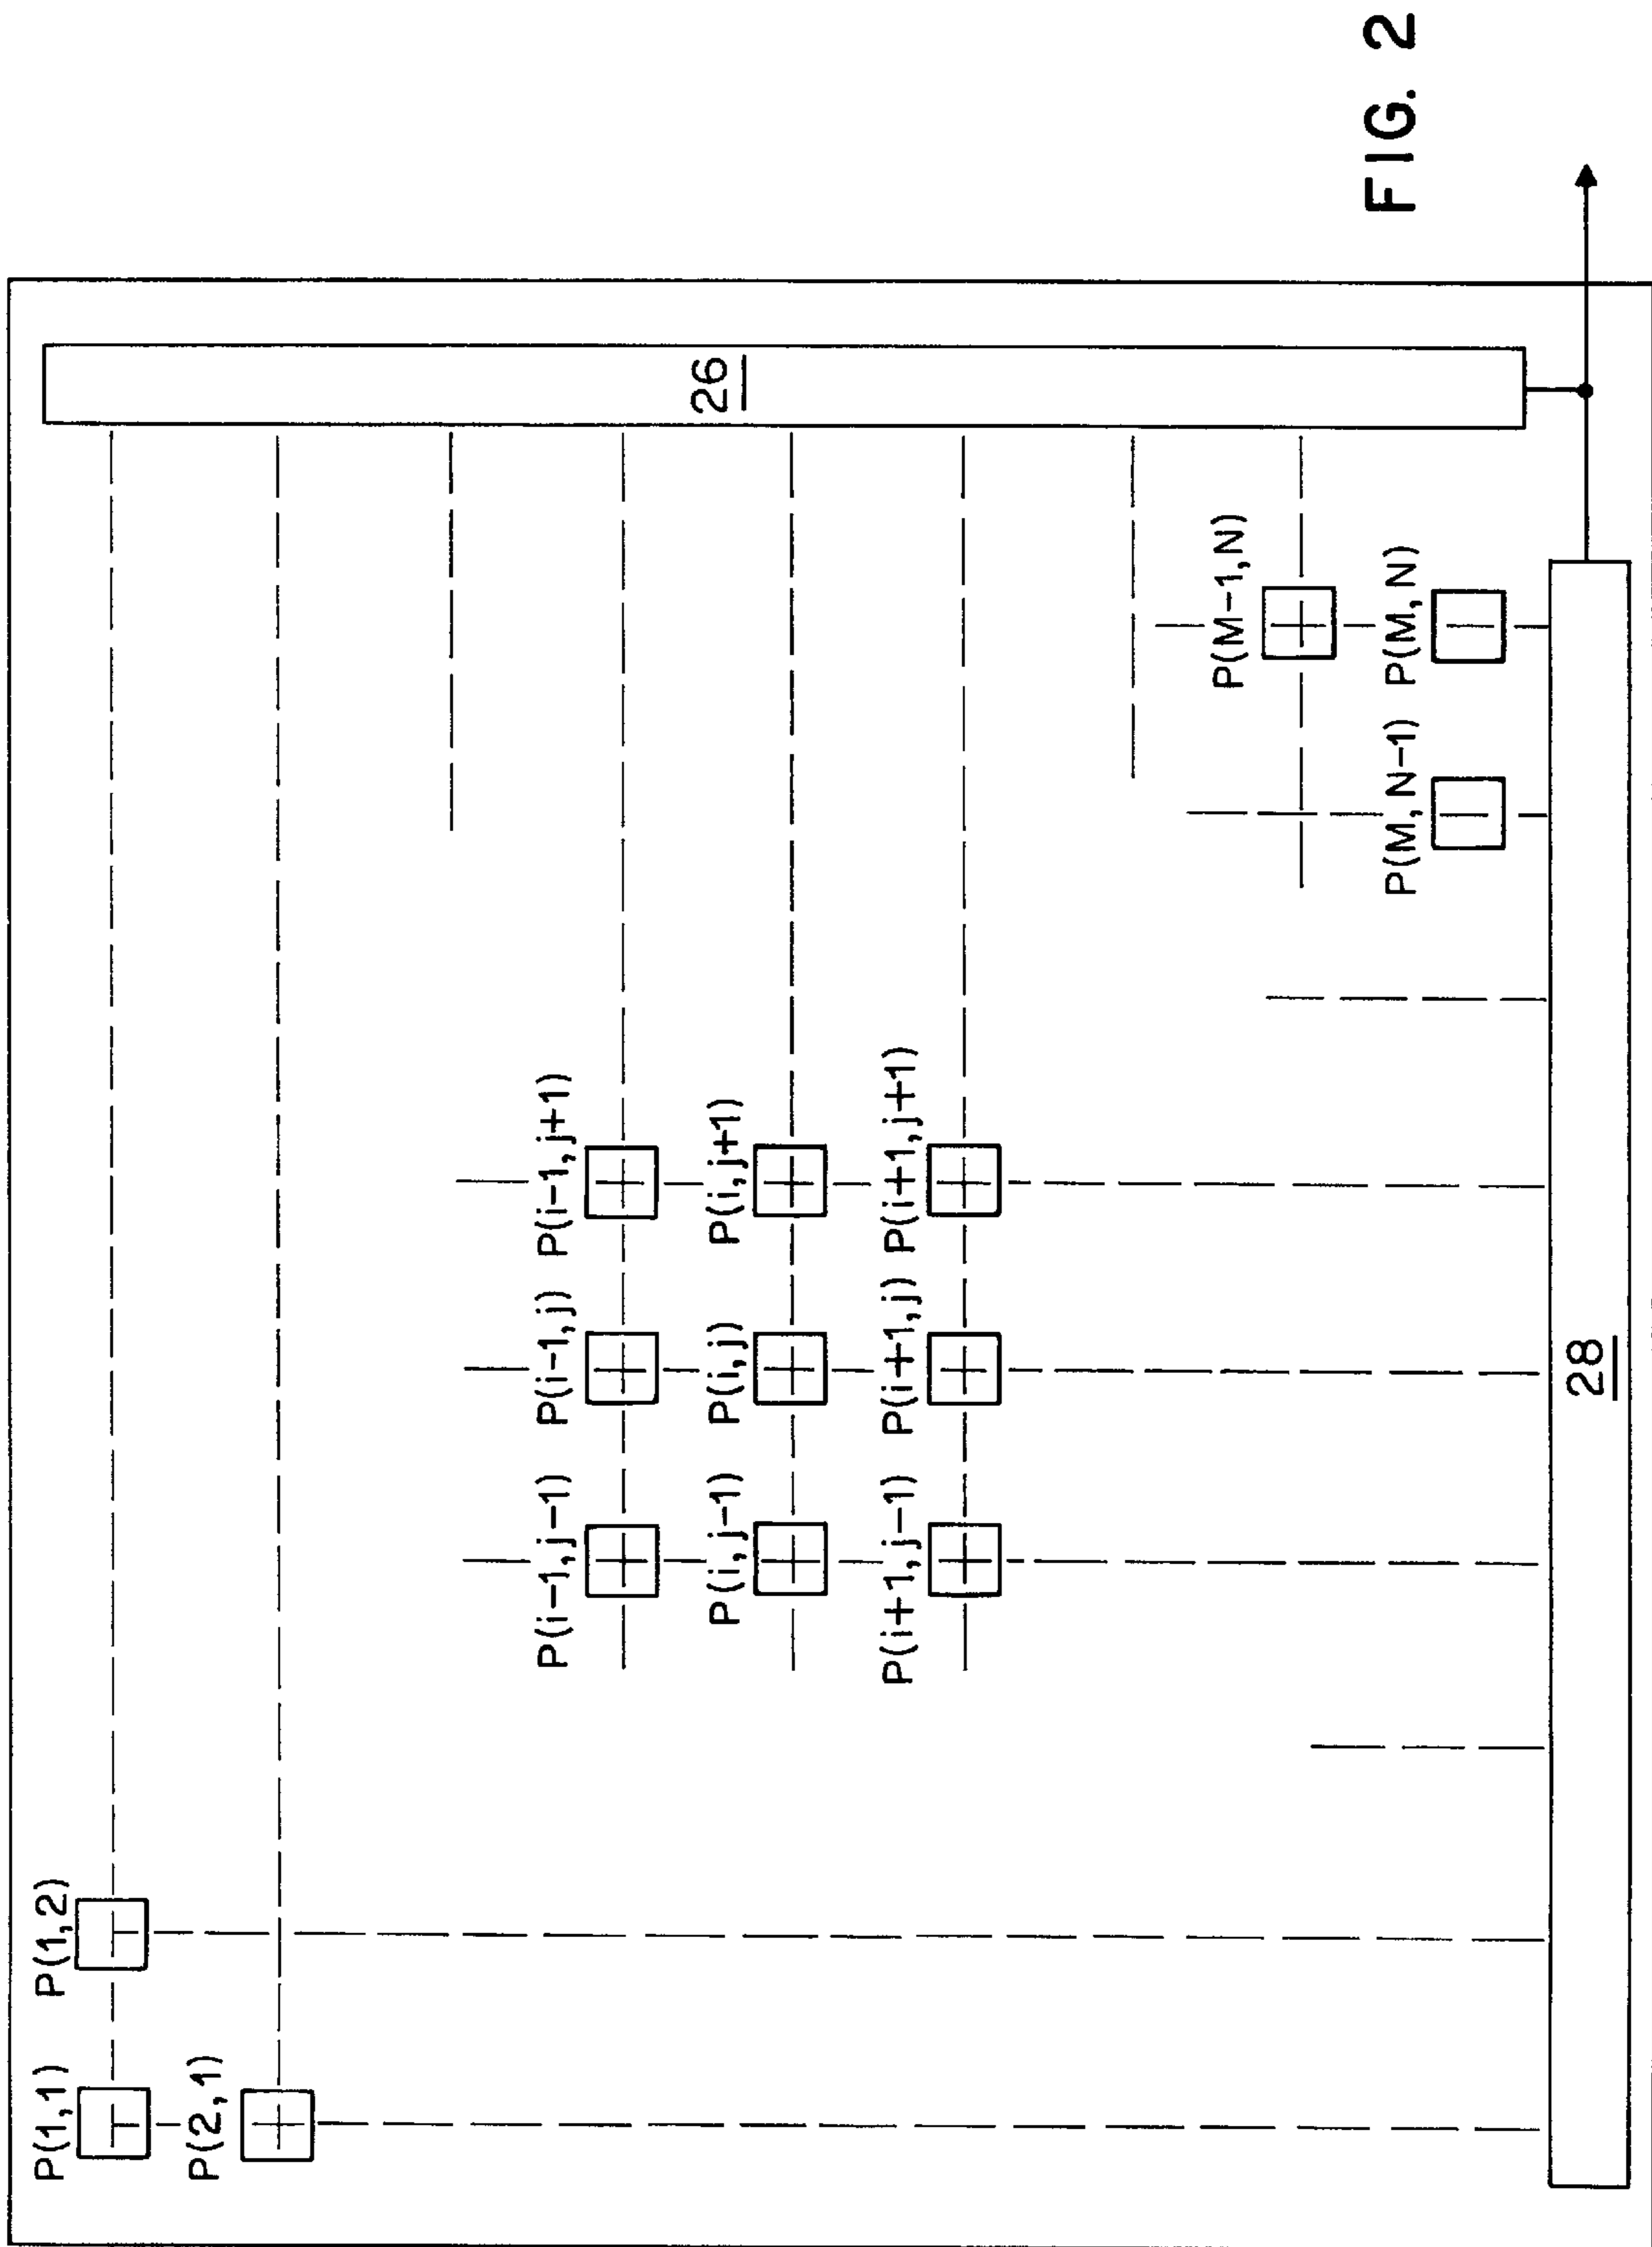 P(1,1) P(1,2)
P(2,1)
P(i-1,j-1) P(i-1,j) P(i-1,j+1)
P(i,j-1) P(i,j) P(i,j+1)
26
P(i+1,j-1) P(i+1,j) P(i+1,j+1)
P(M-1,N)
P(M,N-1) P(M,N)
28
FIG. 2